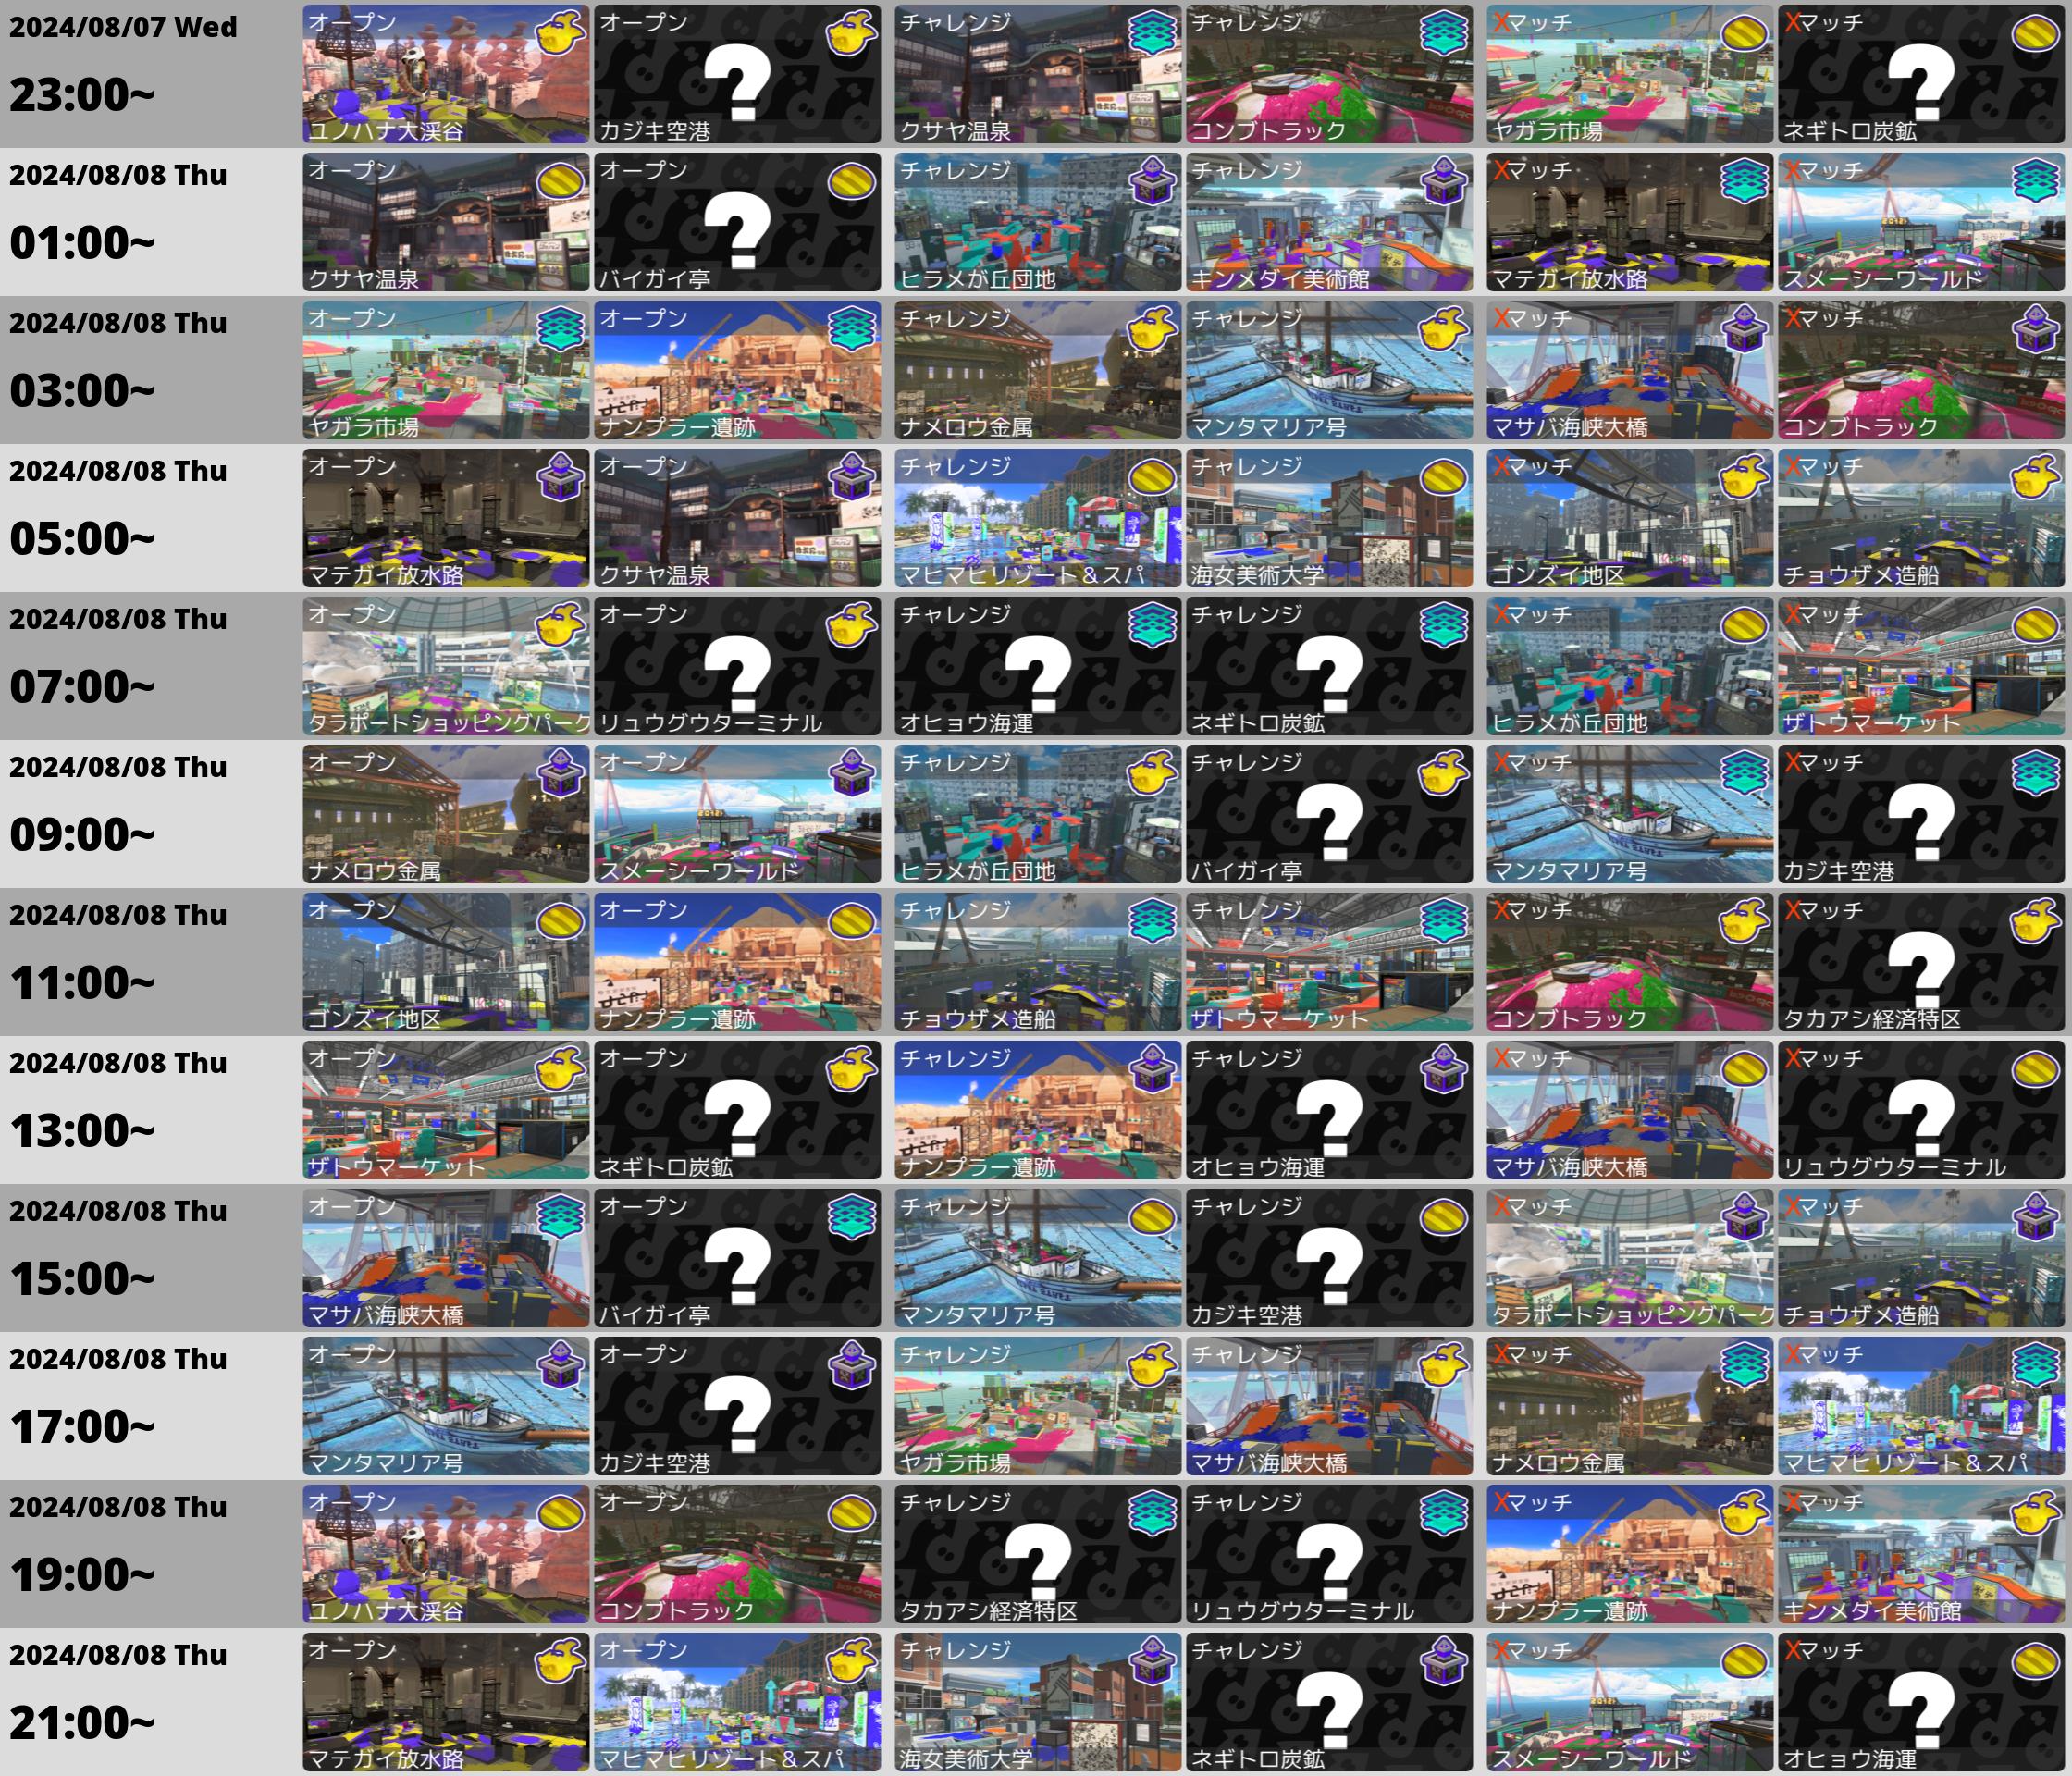 2024/08/07 Wed
23:00~
オープン オープン チャレンジ チャレンジ Xマッチ Xマッチ
ユノハナ大渓谷 カジキ空港 クサヤ温泉 コンブトラック ヤガラ市場 ネギトロ炭鉱
2024/08/08 Thu
01:00~
オープン オープン チャレンジ チャレンジ Xマッチ Xマッチ
クサヤ温泉 バイガイ亭 ヒラメが丘団地 キンメダイ美術館 マテガイ放水路 スメーシーワールド
2024/08/08 Thu
03:00~
オープン オープン チャレンジ チャレンジ Xマッチ Xマッチ
ヤガラ市場 ナンプラー遺跡 ナメロウ金属 マンタマリア号 マサバ海峡大橋 コンブトラック
2024/08/08 Thu
05:00~
オープン オープン チャレンジ チャレンジ Xマッチ Xマッチ
マテガイ放水路 クサヤ温泉 マヒマヒリゾート＆スパ 海女美術大学 ゴンズイ地区 チョウザメ造船
2024/08/08 Thu
07:00~
オープン オープン チャレンジ チャレンジ Xマッチ Xマッチ
タラポートショッピングパーク リュウグウターミナル オヒョウ海運 ネギトロ炭鉱 ヒラメが丘団地 ザトウマーケット
2024/08/08 Thu
09:00~
オープン オープン チャレンジ チャレンジ Xマッチ Xマッチ
ナメロウ金属 スメーシーワールド ヒラメが丘団地 バイガイ亭 マンタマリア号 カジキ空港
2024/08/08 Thu
11:00~
オープン オープン チャレンジ チャレンジ Xマッチ Xマッチ
ゴンズイ地区 ナンプラー遺跡 チョウザメ造船 ザトウマーケット コンブトラック タカアシ経済特区
2024/08/08 Thu
13:00~
オープン オープン チャレンジ チャレンジ Xマッチ Xマッチ
ザトウマーケット ネギトロ炭鉱 ナンプラー遺跡 オヒョウ海運 マサバ海峡大橋 リュウグウターミナル
2024/08/08 Thu
15:00~
オープン オープン チャレンジ チャレンジ Xマッチ Xマッチ
マサバ海峡大橋 バイガイ亭 マンタマリア号 カジキ空港 タラポートショッピングパーク チョウザメ造船
2024/08/08 Thu
17:00~
オープン オープン チャレンジ チャレンジ Xマッチ Xマッチ
マンタマリア号 カジキ空港 ヤガラ市場 マサバ海峡大橋 ナメロウ金属 マヒマヒリゾート＆スパ
2024/08/08 Thu
19:00~
オープン オープン チャレンジ チャレンジ Xマッチ Xマッチ
ユノハナ大渓谷 コンブトラック タカアシ経済特区 リュウグウターミナル ナンプラー遺跡 キンメダイ美術館
2024/08/08 Thu
21:00~
オープン オープン チャレンジ チャレンジ Xマッチ Xマッチ
マテガイ放水路 マヒマヒリゾート＆スパ 海女美術大学 ネギトロ炭鉱 スメーシーワールド オヒョウ海運